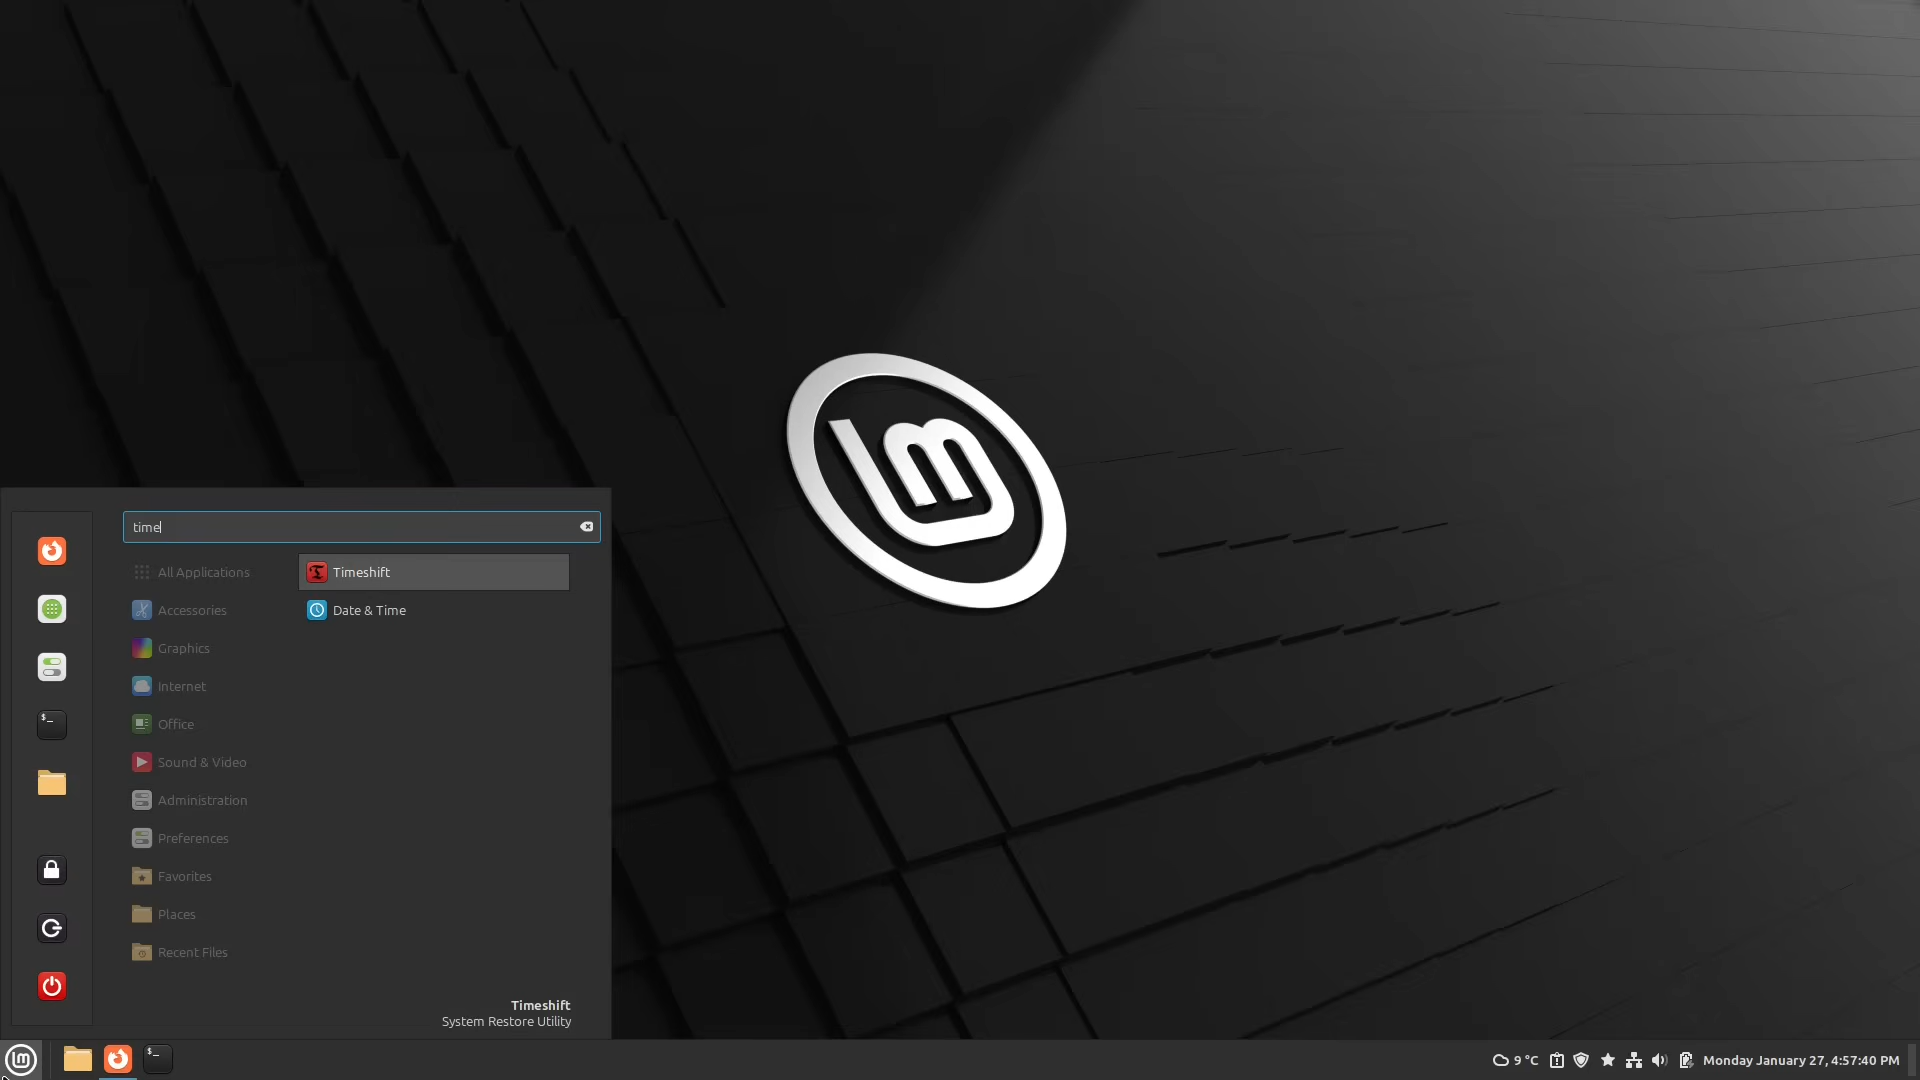 time
All Applications
Accessories
Graphics
Internet
Office
Sound & Video
Administration
Preferences
Favorites
Places
Recent Files
Timeshift
Date & Time
Timeshift
System Restore Utility
9 °C
Monday January 27, 4:57:40 PM